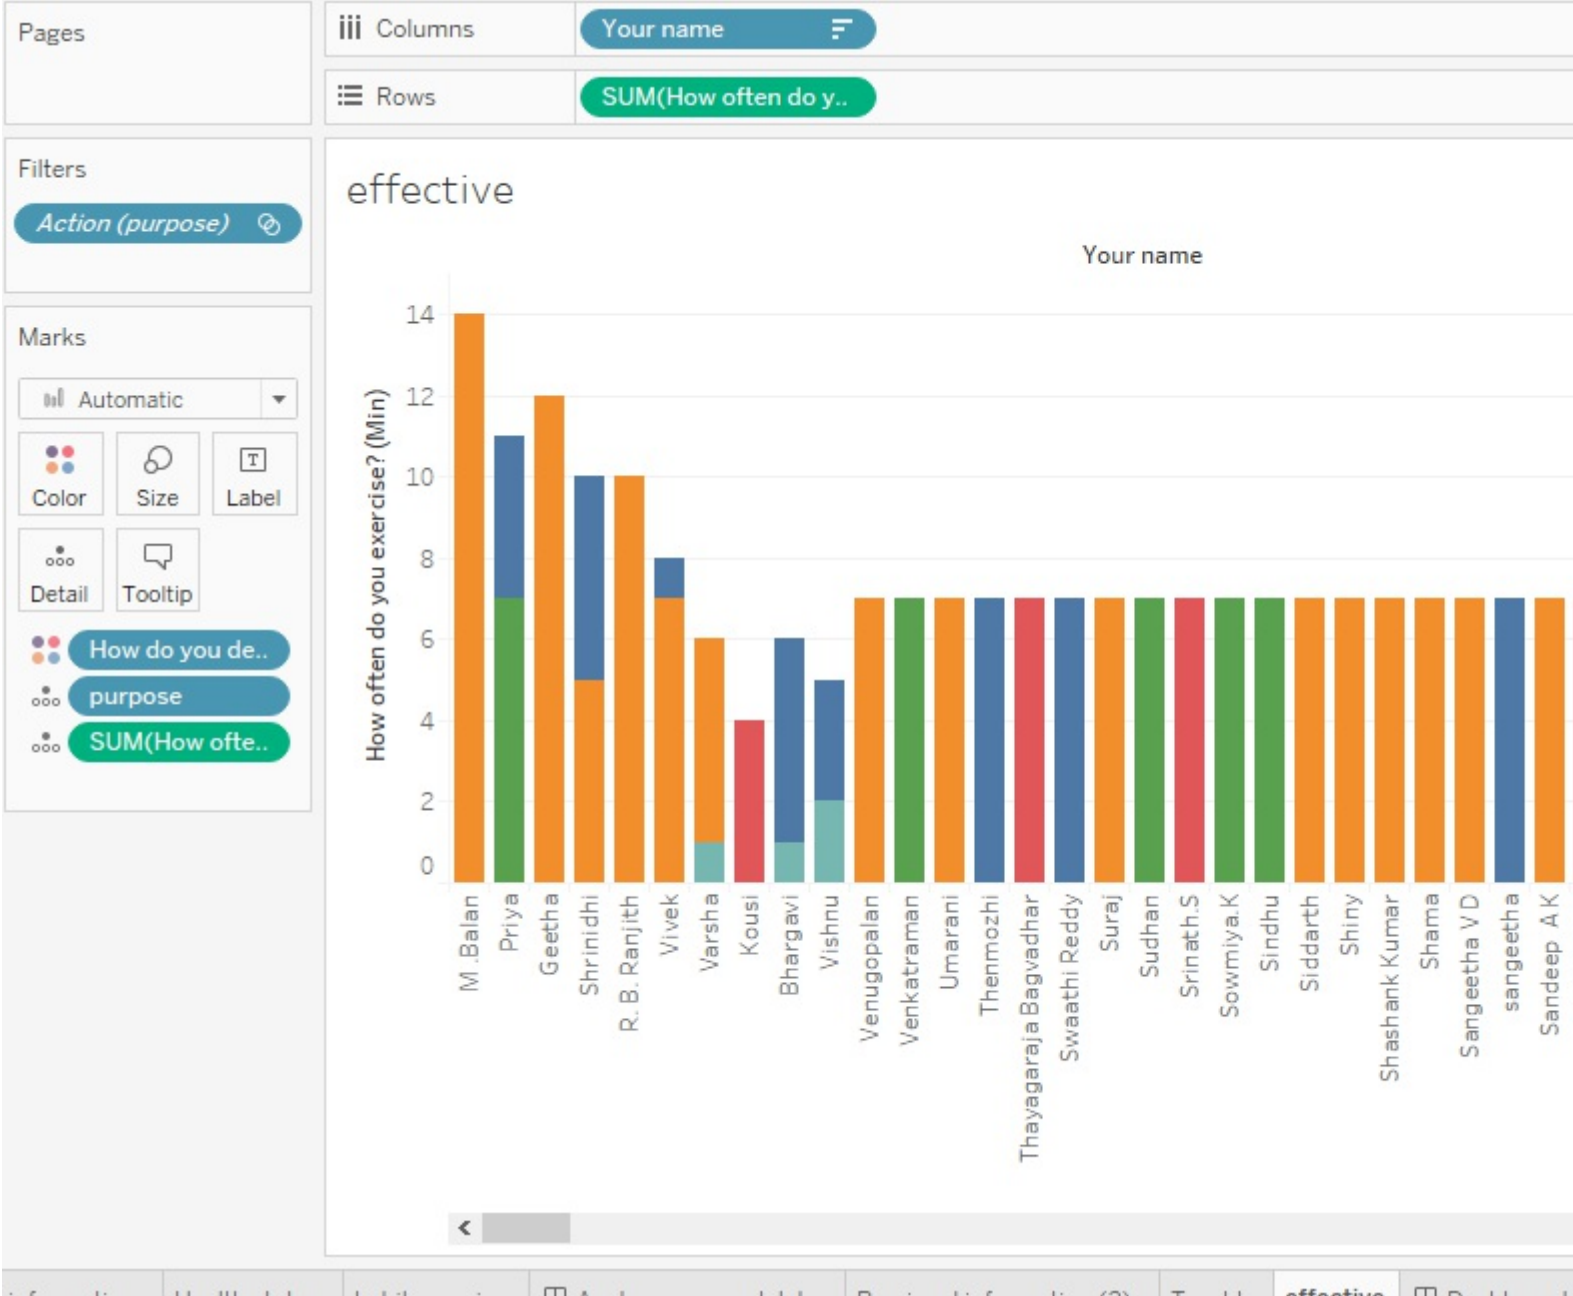 Pages
iii Columns
Your name
Rows
SUM(How often do y..
Filters
Action (purpose)
Marks
Automatic
Color
Size
Label
Detail
Tooltip
How do you de..
purpose
SUM(How ofte..
effective
Your name
How often do you exercise? (Min)
14
12
10
8
6
4
2
0
M .Balan
Priya
Geetha
Shrinidhi
R. B. Ranjith
Vivek
Varsha
Kousi
Bhargavi
Vishnu
Venugopalan
Venkatraman
Umarani
Thenmozhi
Thayagaraja Bagvadhar
Swaathi Reddy
Suraj
Sudhan
Srinath.S
Sowmiya.K
Sindhu
Siddarth
Shiny
Shashank Kumar
Shama
Sangeetha V D
sangeetha
Sandeep A K
effective